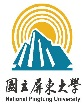 國立屏東大學
National Pingtung University